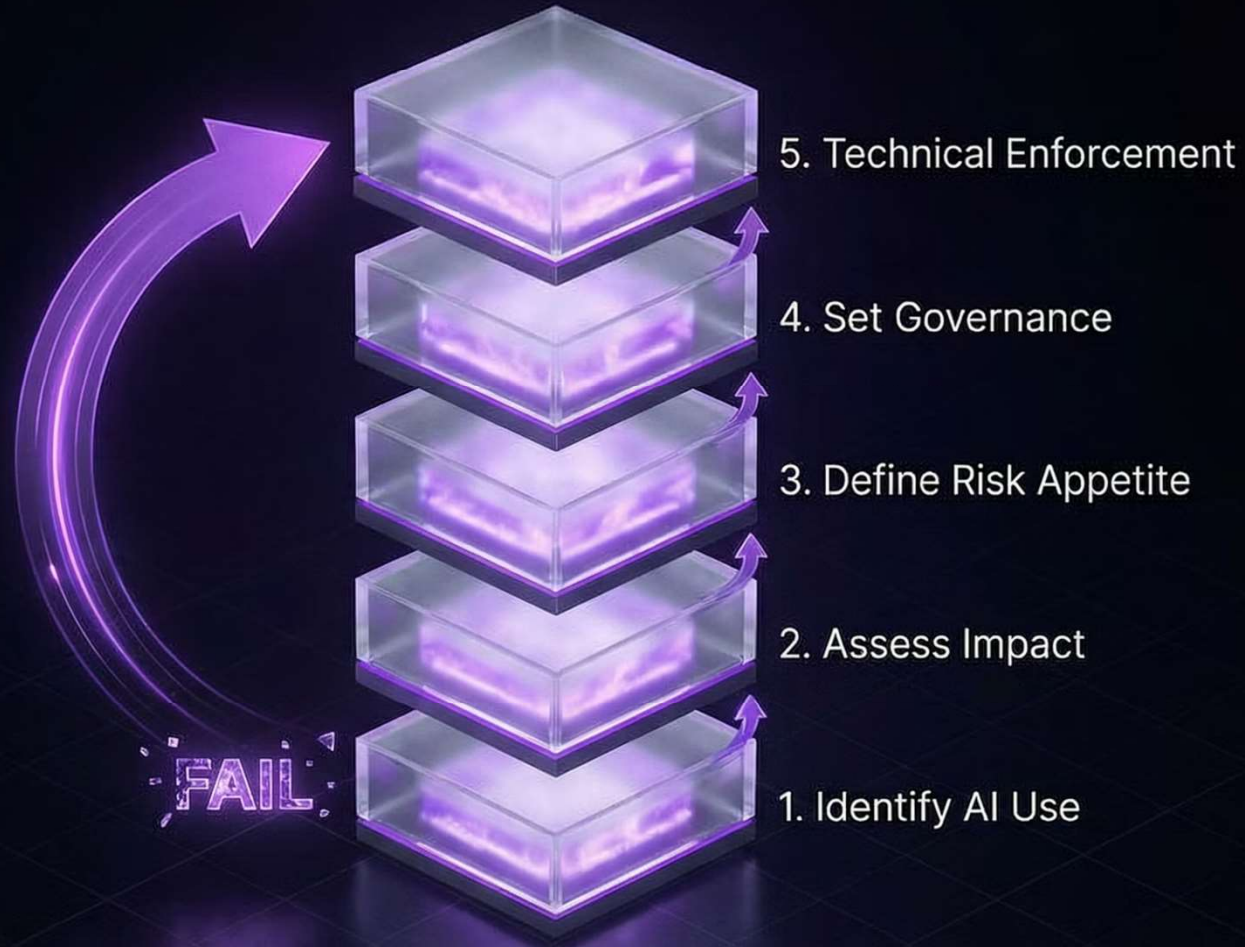 5. Technical Enforcement
4. Set Governance
3. Define Risk Appetite
2. Assess Impact
FAIL
1. Identify AI Use